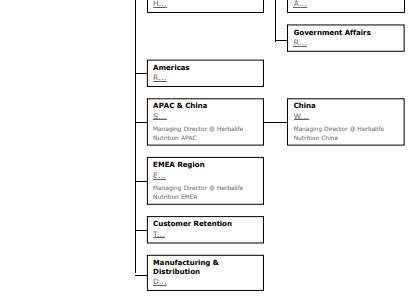 H...
A...
Government Affairs
R...
Americas
R...
APAC & China
S...
Managing Director @ Herbalife
Nutrition APAC
China
W...
Managing Director @ Herbalife
Nutrition China
EMEA Region
E...
Managing Director @ Herbalife
Nutrition EMEA
Customer Retention
T...
Manufacturing &
Distribution
D...